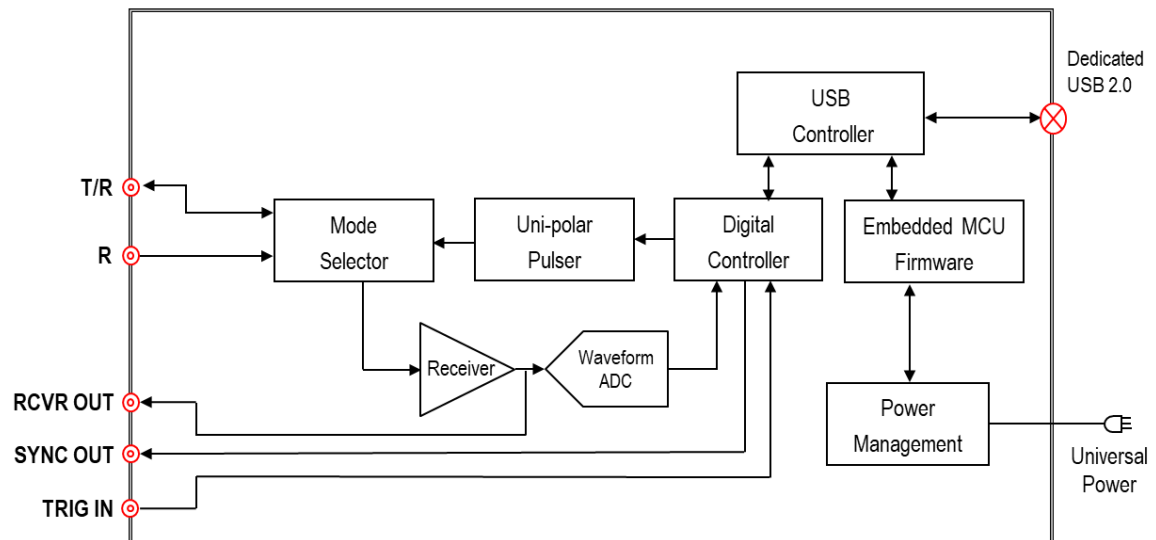 Dedicated
USB 2.0
USB
Controller
T/R
R
Mode
Selector
Uni-polar
Pulser
Digital
Controller
Embedded MCU
Firmware
Receiver
Waveform
ADC
RCVR OUT
SYNC OUT
TRIG IN
Power
Management
Universal
Power